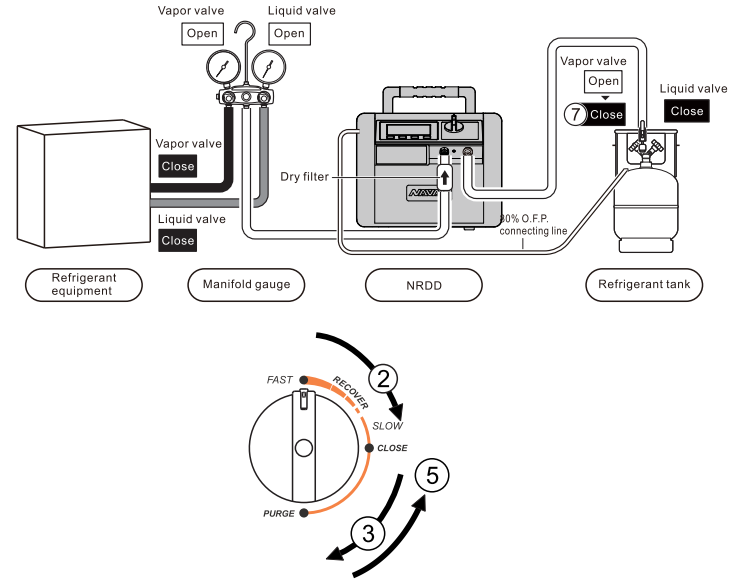 Vapor valve
Open
Liquid valve
Open
Vapor valve
Open
7
Close
Liquid valve
Close
Vapor valve
Close
Dry filter
Liquid valve
Close
80% O.F.P.
connecting line
Refrigerant
equipment
Manifold gauge
NRDD
Refrigerant tank
2
FAST
RECOVER
SLOW
CLOSE
5
PURGE
3